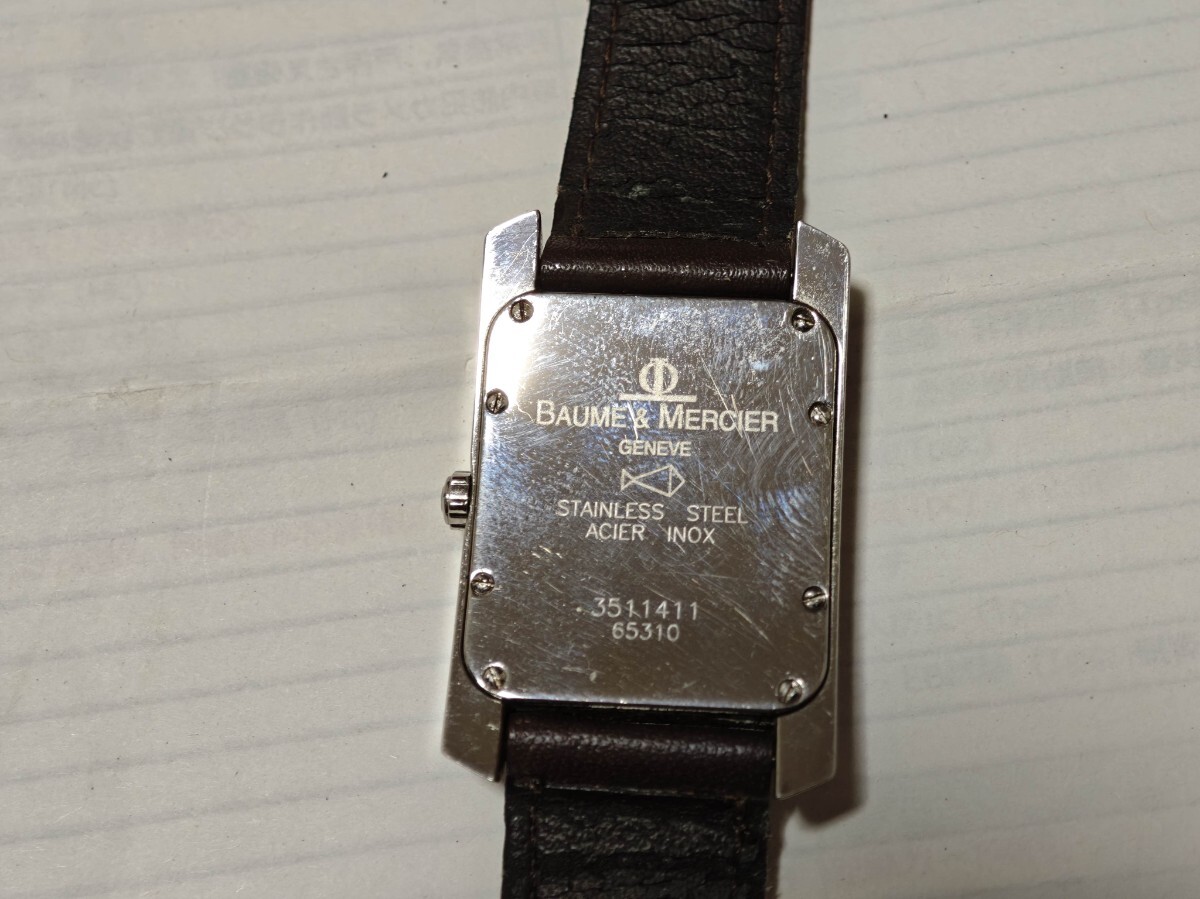 BAUME & MERCIER
GENEVE
STAINLESS STEEL
ACIER INOX
3511411
65310